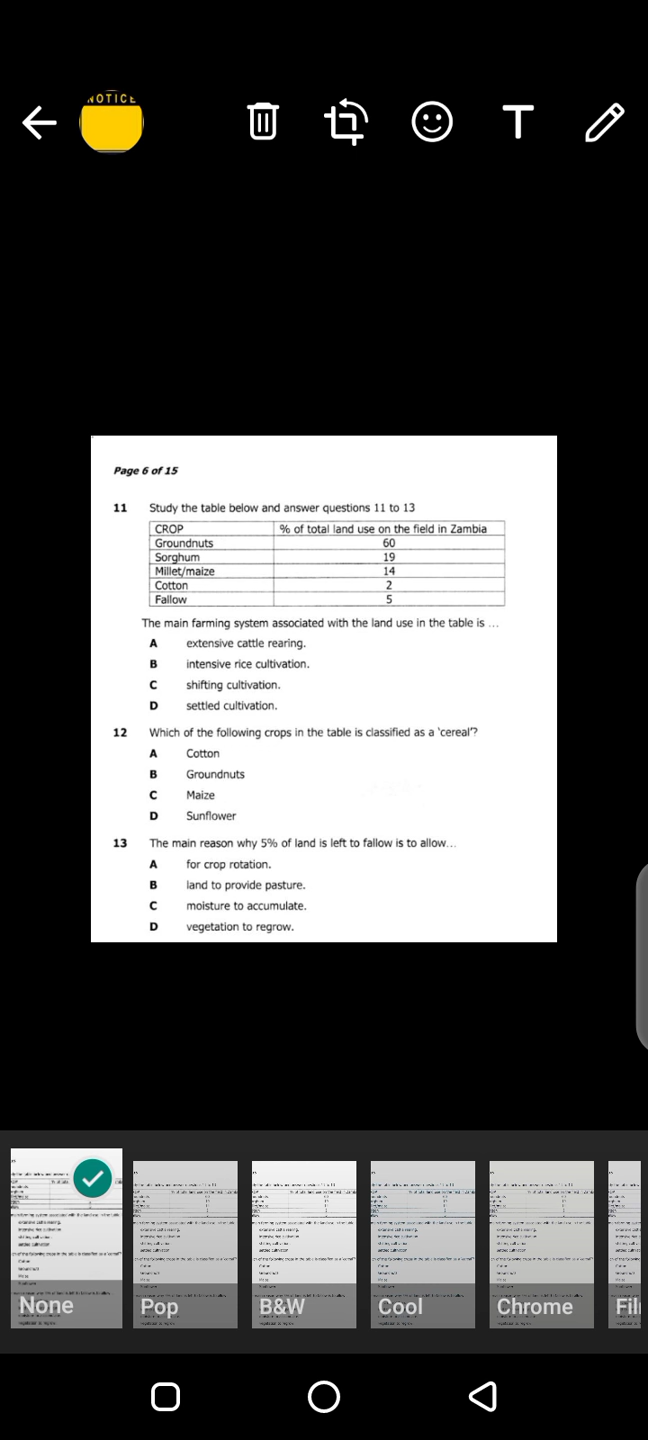 NOTICE
T
Page 6 of 15
11 Study the table below and answer questions 11 to 13
CROP % of total land use on the field in Zambia
Groundnuts 60
Sorghum 19
Millet/maize 14
Cotton 2
Fallow 5
The main farming system associated with the land use in the table is ...
A extensive cattle rearing.
B intensive rice cultivation.
C shifting cultivation.
D settled cultivation.
12 Which of the following crops in the table is classified as a ‘cereal’?
A Cotton
B Groundnuts
C Maize
D Sunflower
13 The main reason why 5% of land is left to fallow is to allow...
A for crop rotation.
B land to provide pasture.
C moisture to accumulate.
D vegetation to regrow.
None Pop B&W Cool Chrome